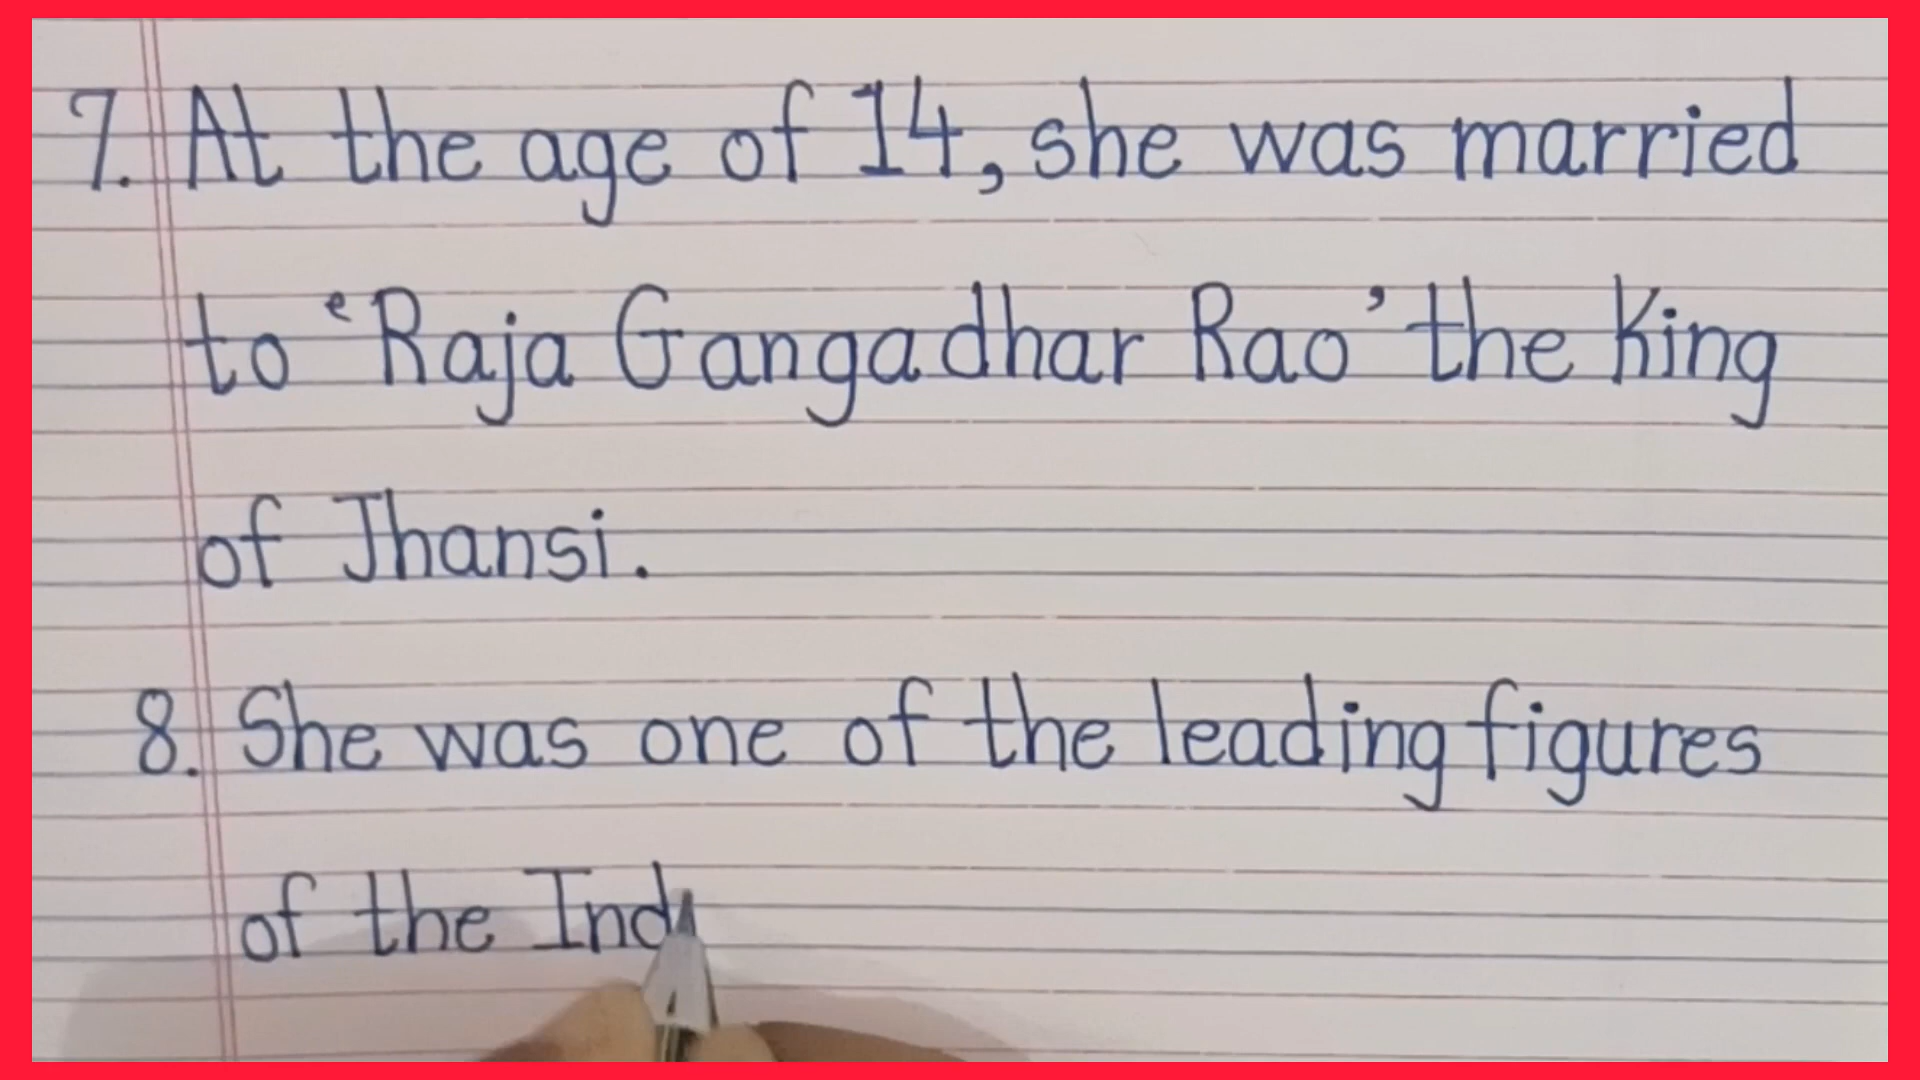 7. At the age of 14, she was married
to 'Raja Gangadhar Rao' the King
of Jhansi.
8. She was one of the leading figures
of the Ind